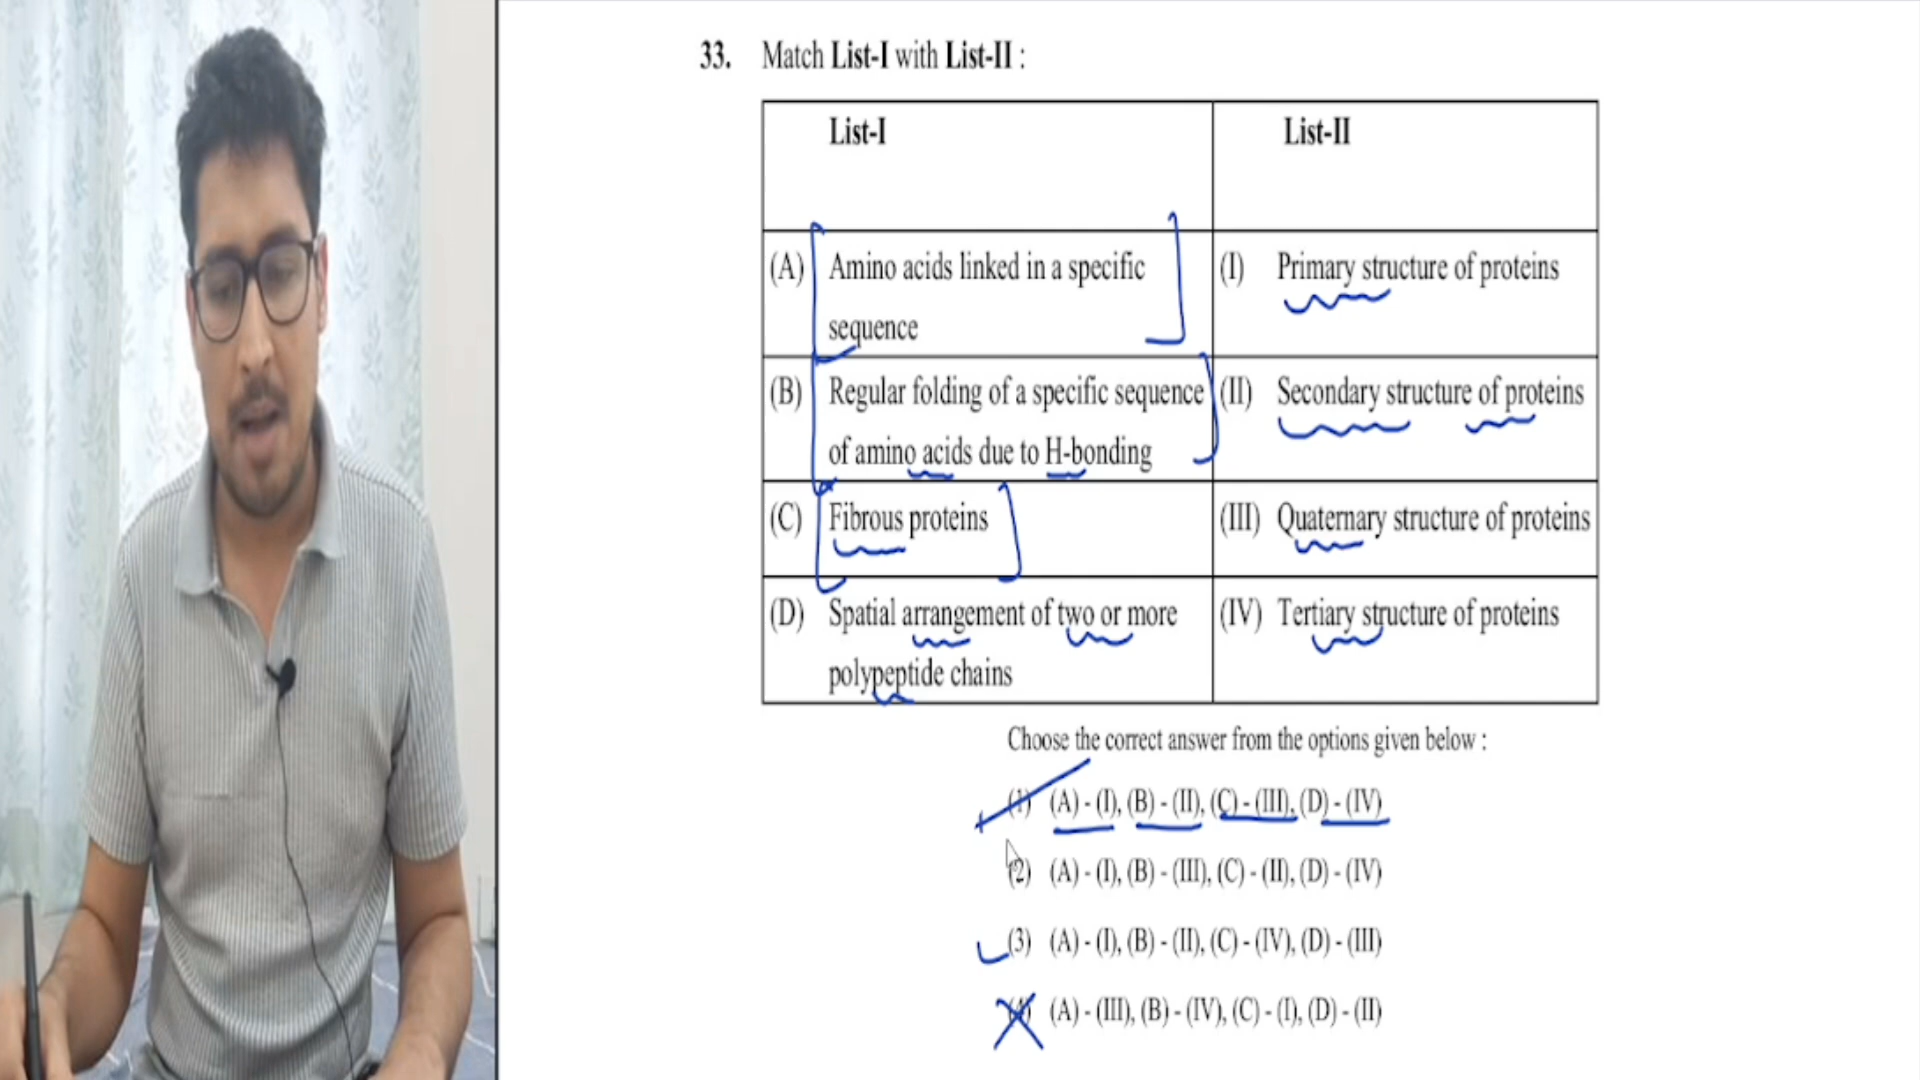 33. Match List-I with List-II :
List-I List-II
(A) Amino acids linked in a specific (I) Primary structure of proteins
sequence
(B) Regular folding of a specific sequence (II) Secondary structure of proteins
of amino acids due to H-bonding
(C) Fibrous proteins (III) Quaternary structure of proteins
(D) Spatial arrangement of two or more (IV) Tertiary structure of proteins
polypeptide chains
Choose the correct answer from the options given below :
(1) (A) - (I), (B) - (II), (C) - (III), (D) - (IV)
(2) (A) - (I), (B) - (III), (C) - (II), (D) - (IV)
(3) (A) - (I), (B) - (II), (C) - (IV), (D) - (III)
(4) (A) - (III), (B) - (IV), (C) - (I), (D) - (II)